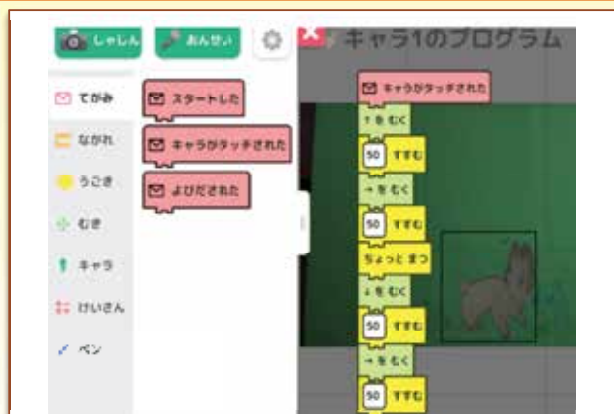 しゃしん
おんせい
キャラ1のプログラム
てがみ
ながれ
うごき
むき
キャラ
けいさん
ペン
スタートした
キャラがタッチされた
よびだされた
キャラがタッチされた
↑ をむく
50 すすむ
→ をむく
50 すすむ
ちょっと まつ
↓ をむく
50 すすむ
→ をむく
50 すすむ